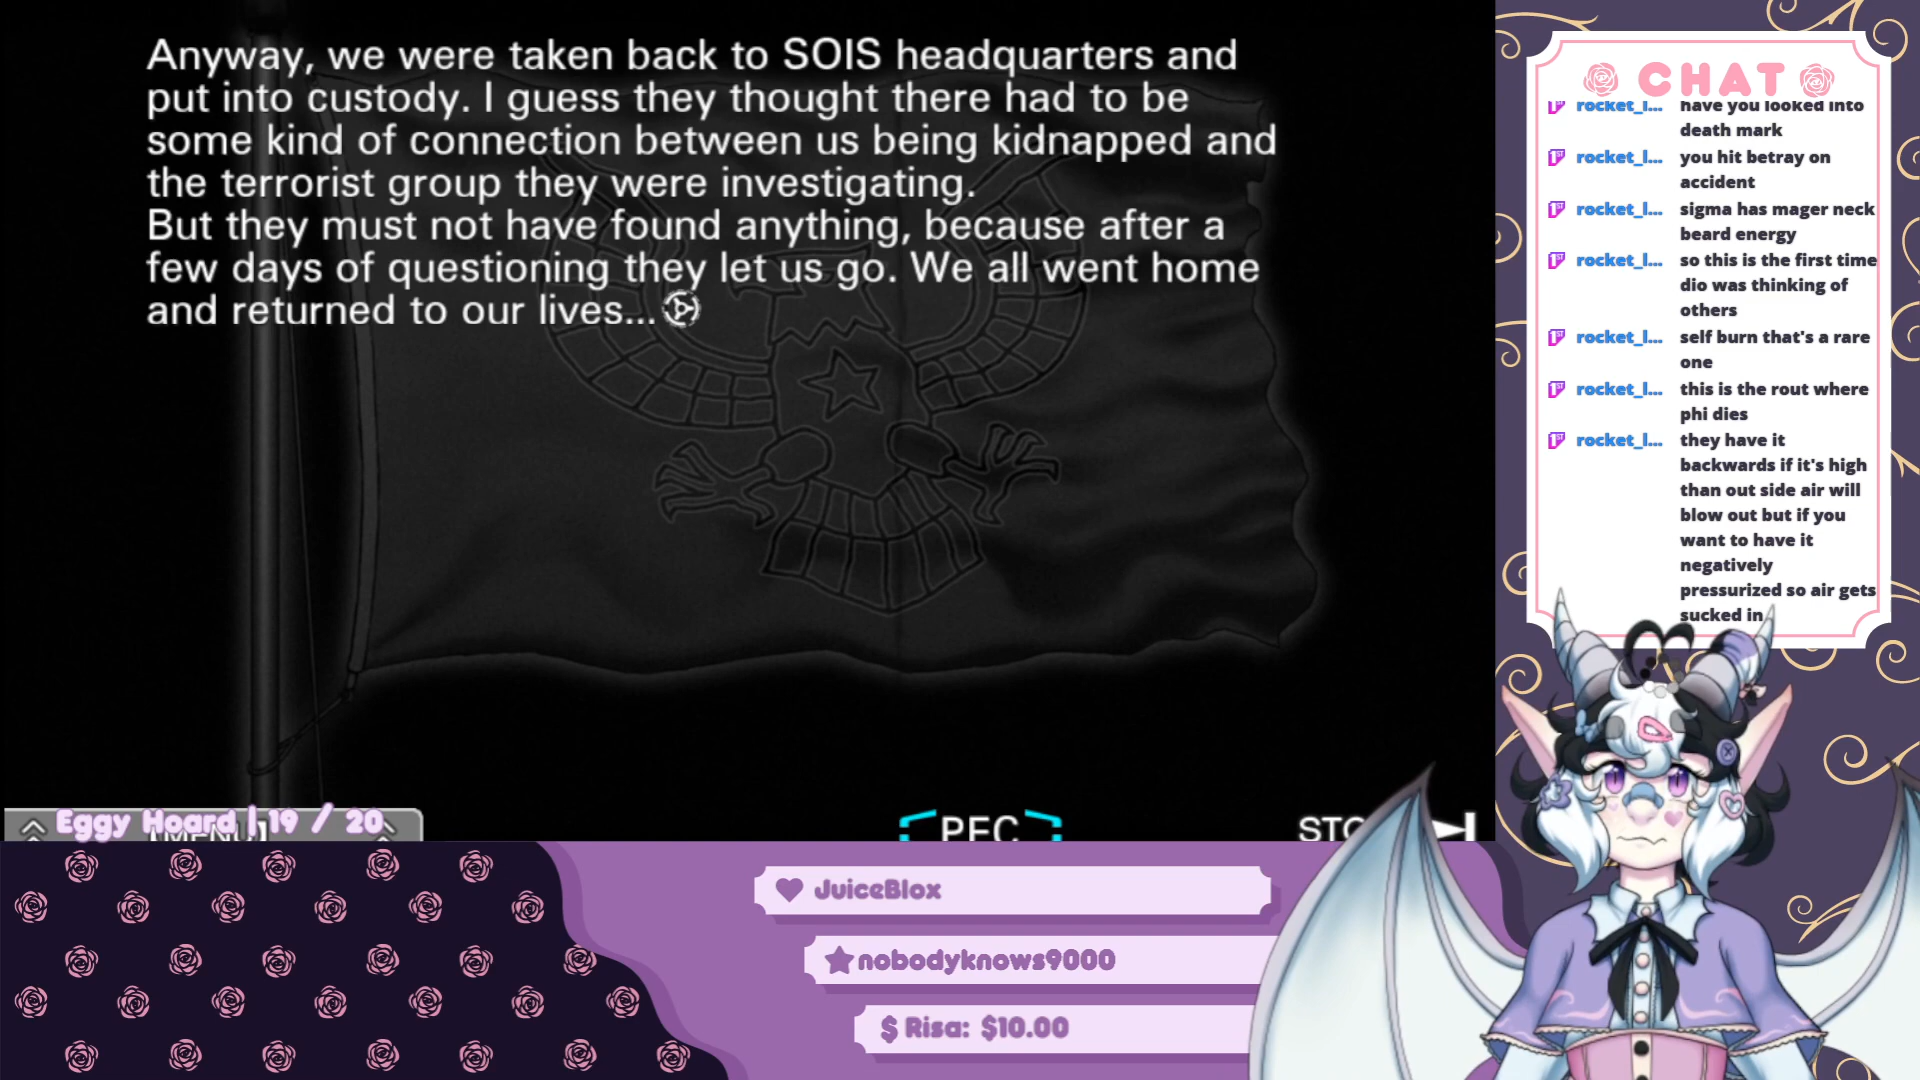 Anyway, we were taken back to SOIS headquarters and
put into custody. I guess they thought there had to be
some kind of connection between us being kidnapped and
the terrorist group they were investigating.
But they must not have found anything, because after a
few days of questioning they let us go. We all went home
and returned to our lives...
CHAT
rocket_l... have you looked into
death mark
rocket_l... you hit betray on
accident
rocket_l... sigma has mager neck
beard energy
rocket_l... so this is the first time
dio was thinking of
others
rocket_l... self burn that's a rare
one
rocket_l... this is the rout where
phi dies
rocket_l... they have it
backwards if it's high
than out side air will
blow out but if you
want to have it
negatively
pressurized so air gets
sucked in
Eggy Hoard | 19 / 20
[MENU]
REC
STO
JuiceBlox
nobodyknows9000
$ Risa: $10.00